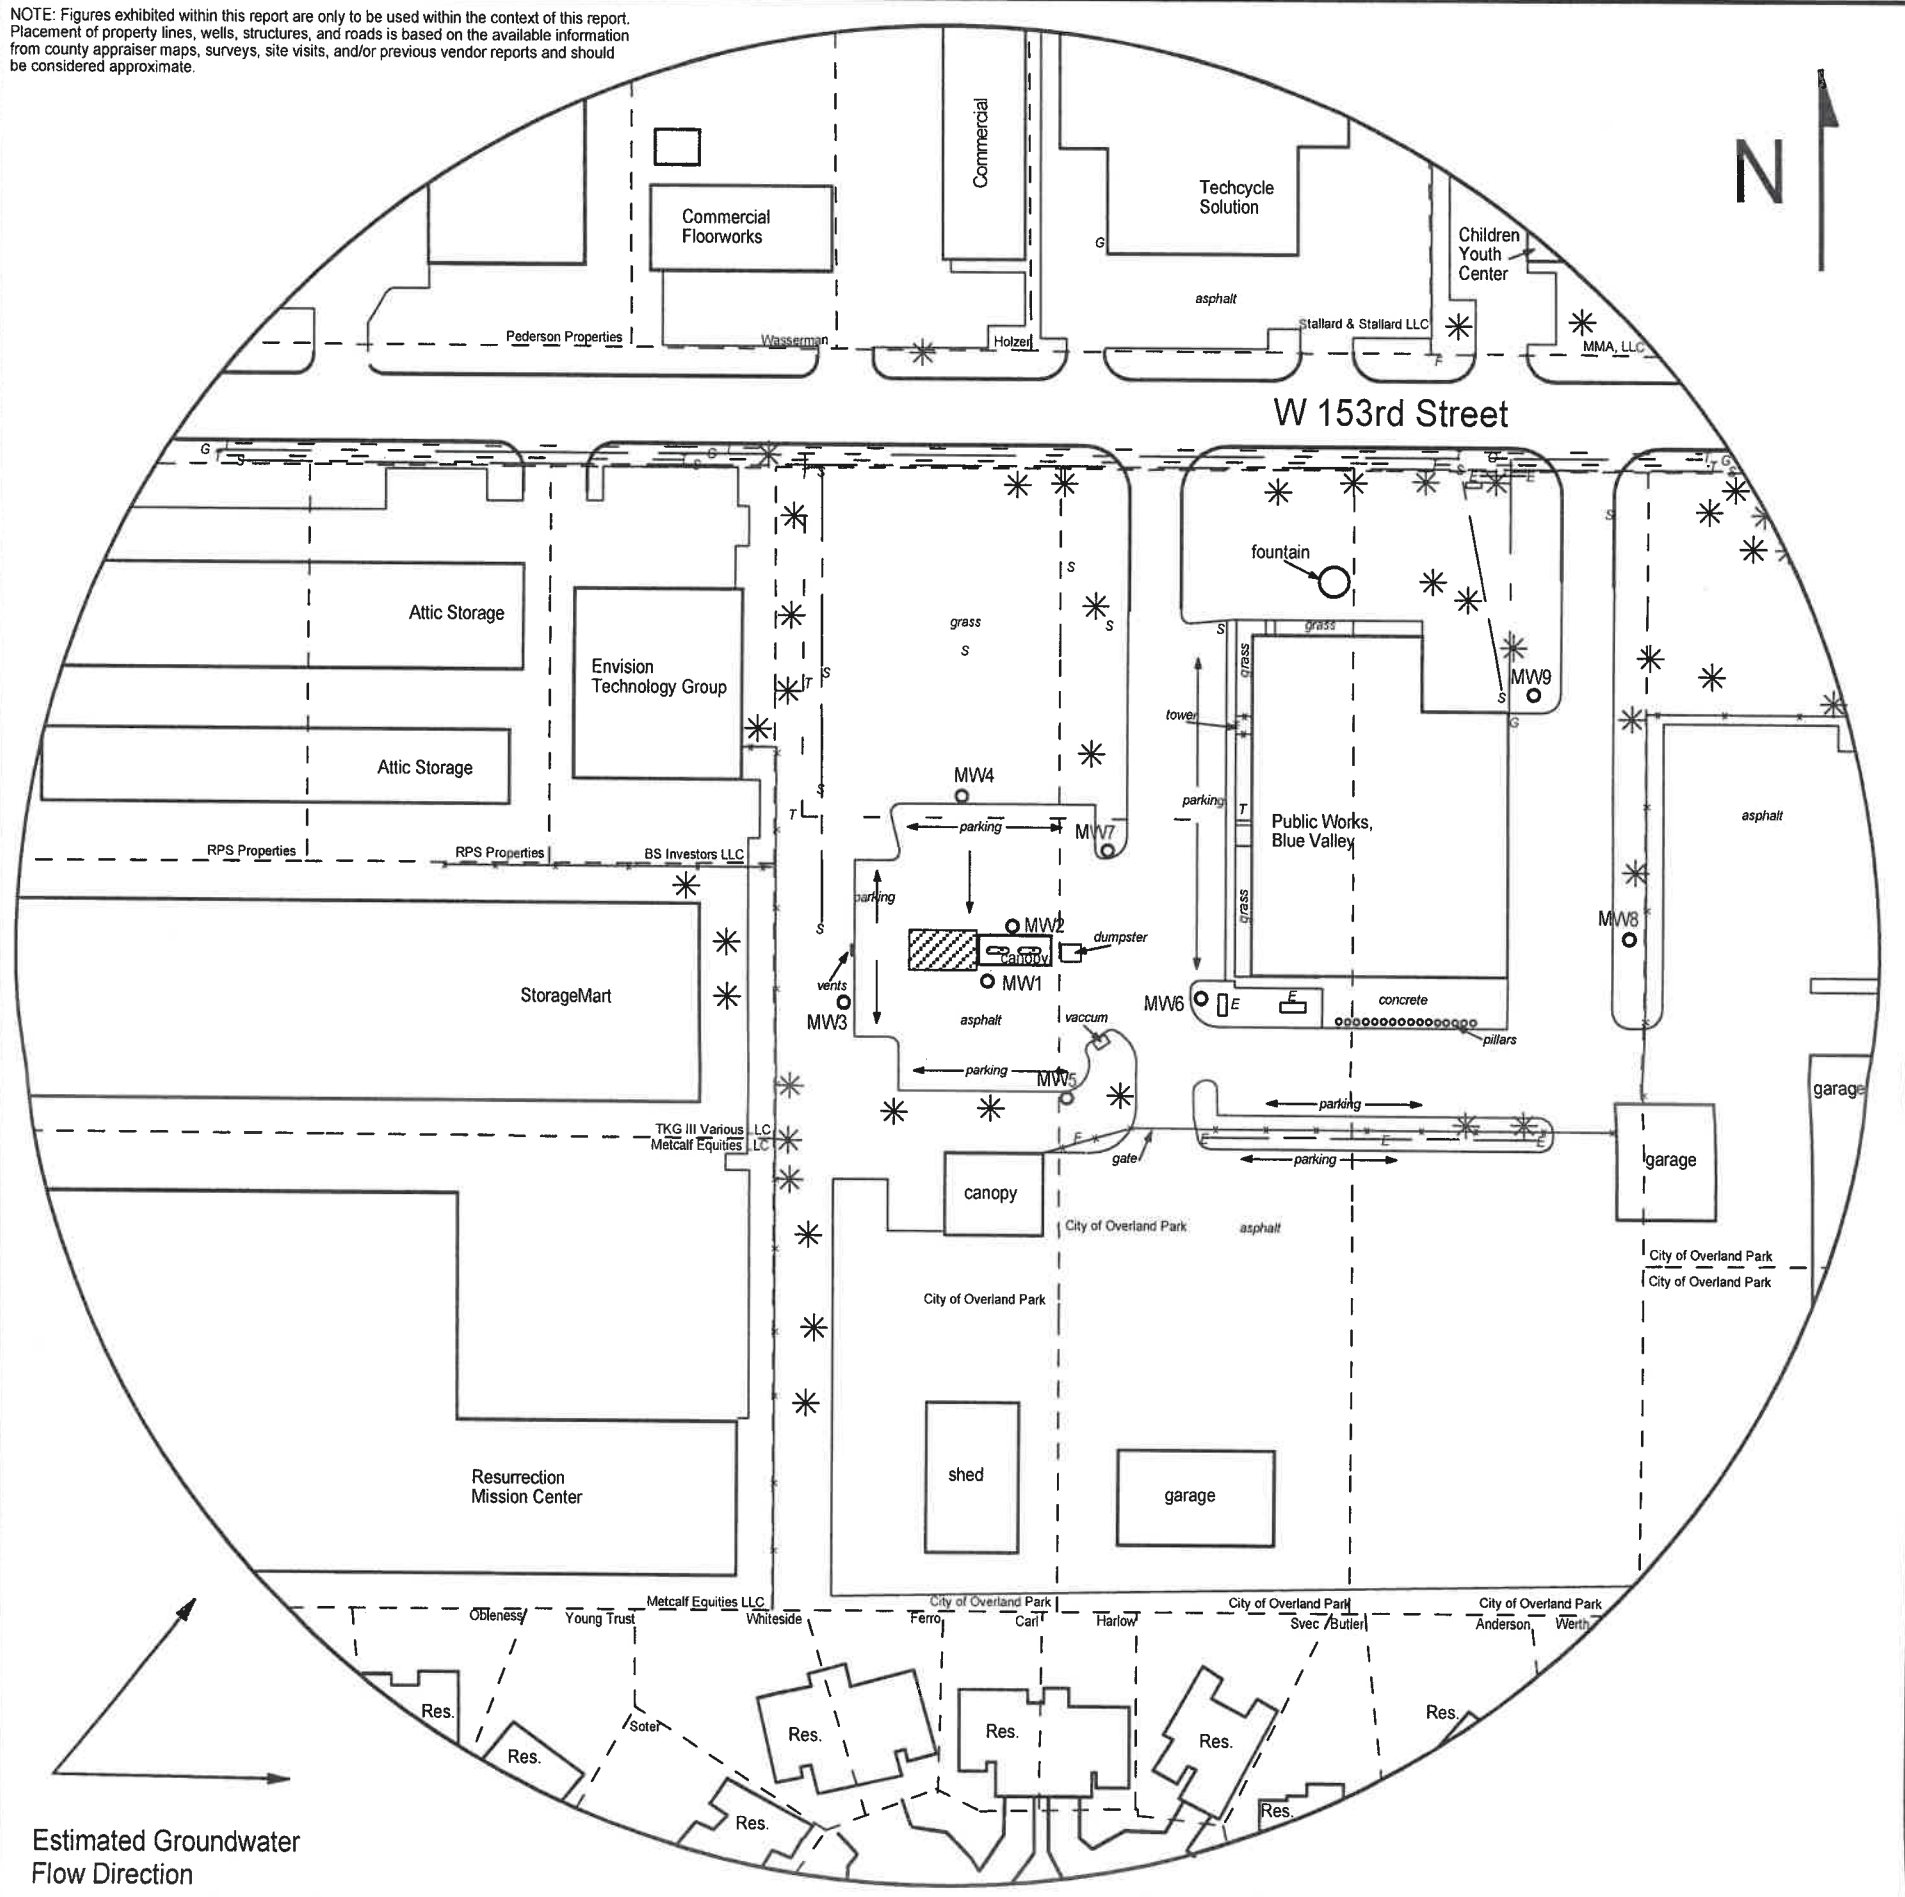 NOTE: Figures exhibited within this report are only to be used within the context of this report.
Placement of property lines, wells, structures, and roads is based on the available information
from county appraiser maps, surveys, site visits, and/or previous vendor reports and should
be considered approximate.
N
Commercial
Commercial
Floorworks
Techcycle
Solution
G
Children
Youth
Center
asphalt
Pederson Properties
Wasserman
Holzer
Stallard & Stallard LLC
MMA, LLC
F
W 153rd Street
G
S
G
S
T
S
T
S
G
E
E
T
G
S
S
fountain
Attic Storage
grass
S
S
S
S
grass
Envision
Technology Group
grass
S
T
MW9
S
G
tower
Attic Storage
MW4
S
T
parking
MW7
parking
T
Public Works,
Blue Valley
asphalt
RPS Properties
RPS Properties
BS Investors LLC
parking
grass
MW8
S
MW2
dumpster
canopy
vents
MW1
StorageMart
MW3
asphalt
vaccum
MW6
E
E
concrete
pillars
parking
MW5
garage
parking
TKG III Various LLC
Metcalf Equities LLC
F
gate
E
E
E
parking
garage
canopy
City of Overland Park
asphalt
City of Overland Park
City of Overland Park
City of Overland Park
shed
garage
Resurrection
Mission Center
Metcalf Equities LLC
City of Overland Park
City of Overland Park
City of Overland Park
Obleness
Young Trust
Whiteside
Ferro
Carl
Harlow
Svec
Butler
Anderson
Werth
Res.
Soter
Res.
Res.
Res.
Res.
Res.
Res.
Res.
Estimated Groundwater
Flow Direction